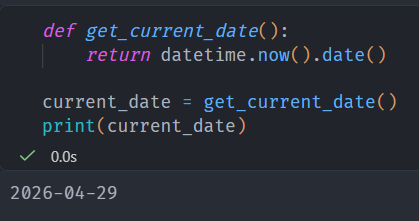 def get_current_date():
    return datetime.now().date()
current_date = get_current_date()
print(current_date)
0.0s
2026-04-29